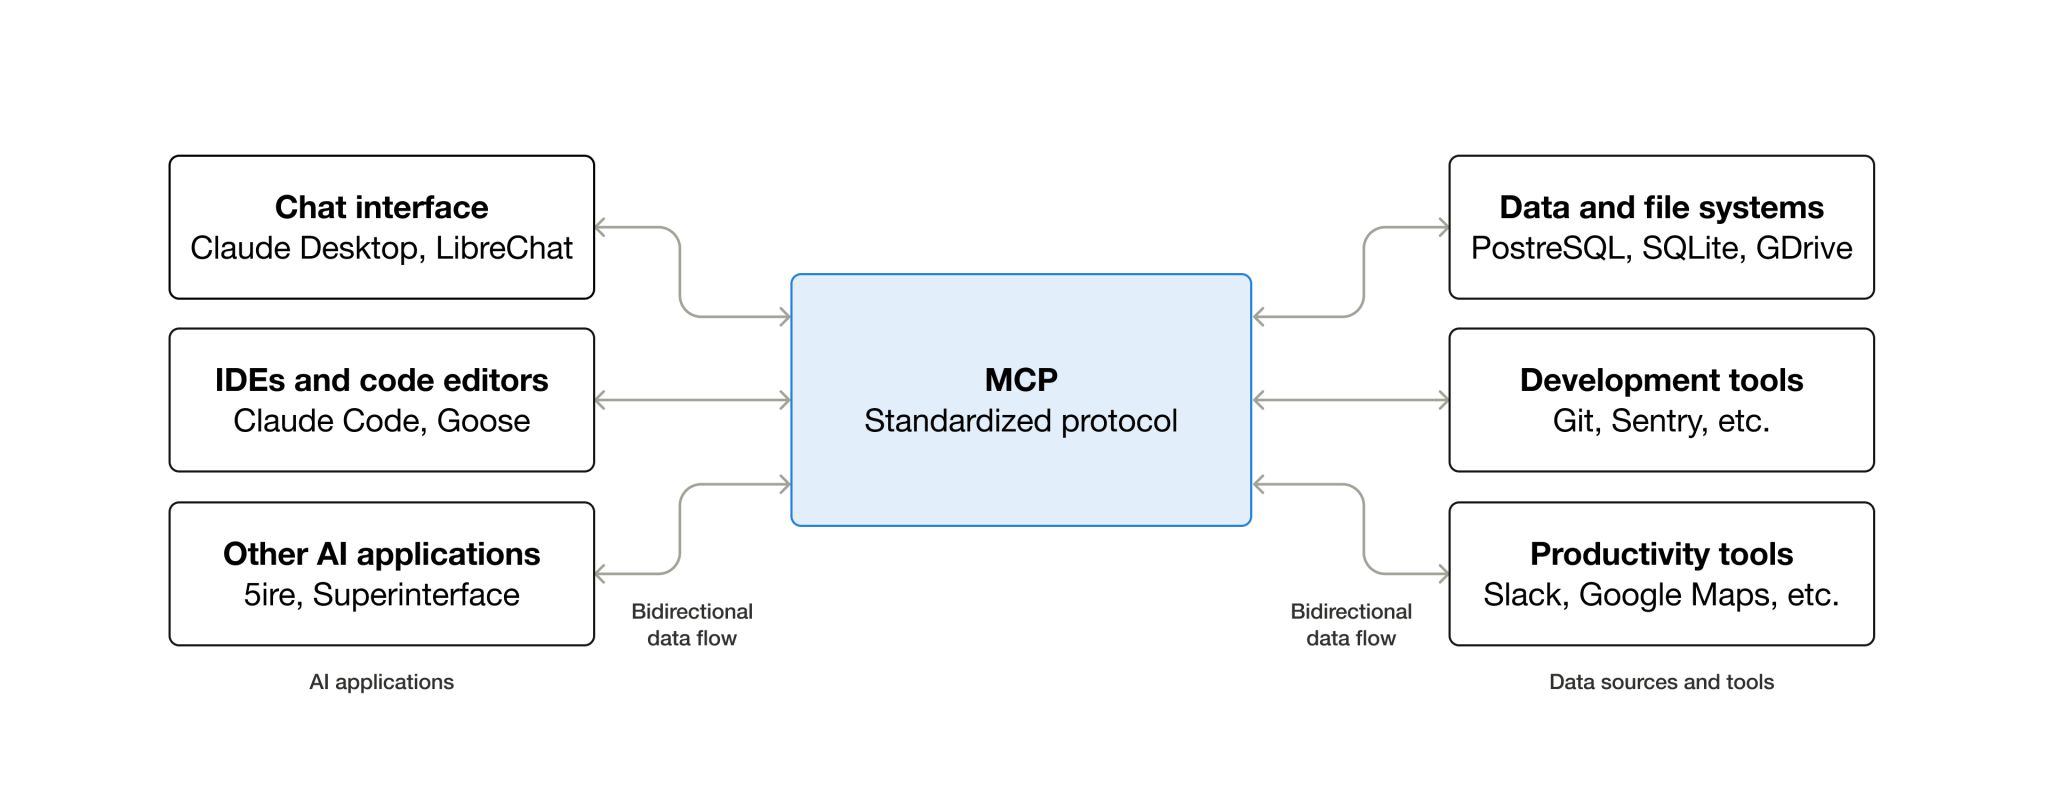 Chat interface
Claude Desktop, LibreChat
IDEs and code editors
Claude Code, Goose
Other AI applications
5ire, Superinterface
AI applications
Bidirectional
data flow
MCP
Standardized protocol
Bidirectional
data flow
Data and file systems
PostreSQL, SQLite, GDrive
Development tools
Git, Sentry, etc.
Productivity tools
Slack, Google Maps, etc.
Data sources and tools